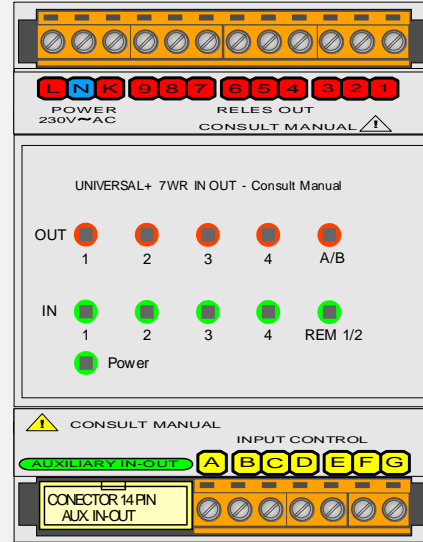 L N K 9 8 7 6 5 4 3 2 1
POWER RELES OUT
230V~AC
CONSULT MANUAL
UNIVERSAL+ 7WR IN OUT - Consult Manual
OUT
1 2 3 4 A/B
IN
1 2 3 4 REM 1/2
Power
CONSULT MANUAL
INPUT CONTROL
AUXILIARY IN-OUT A B C D E F G
CONECTOR 14 PIN
AUX. IN-OUT